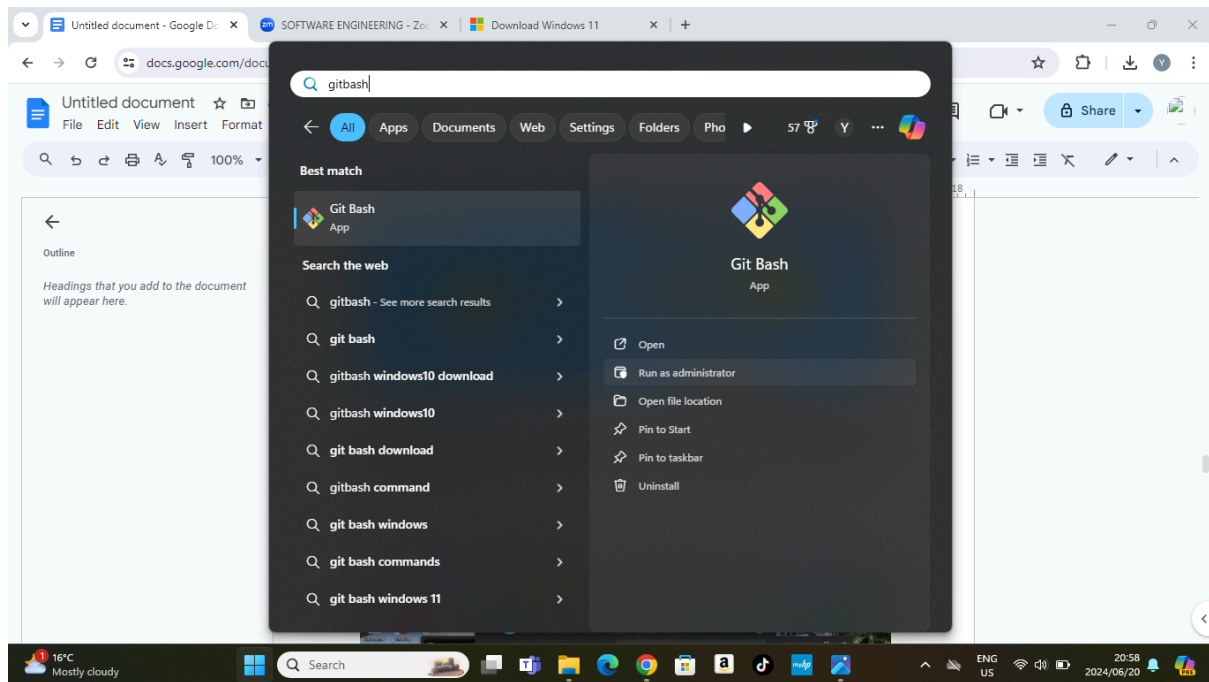 Untitled document - Google Do
SOFTWARE ENGINEERING - Zo
Download Windows 11
docs.google.com/docu
gitbash
Untitled document
File Edit View Insert Format
Share
All Apps Documents Web Settings Folders Pho
57
Y
100%
18
Best match
Git Bash
App
Search the web
gitbash - See more search results
git bash
gitbash windows10 download
gitbash windows10
git bash download
gitbash command
git bash windows
git bash commands
git bash windows 11
Git Bash
App
Open
Run as administrator
Open file location
Pin to Start
Pin to taskbar
Uninstall
Outline
Headings that you add to the document
will appear here.
1
16°C
Mostly cloudy
Search
myhp
ENG
US
20:58
2024/06/20
PRE